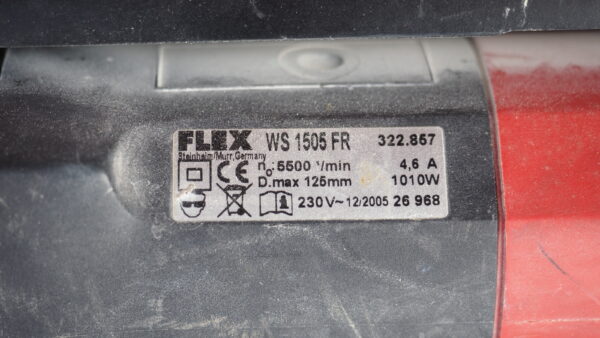 FLEX WS 1505 FR 322.857
Steinheim/Murr, Germany
CE n₀:5500 ¹/min 4,6 A
D.max 125mm 1010W
230V~12/2005 26 968